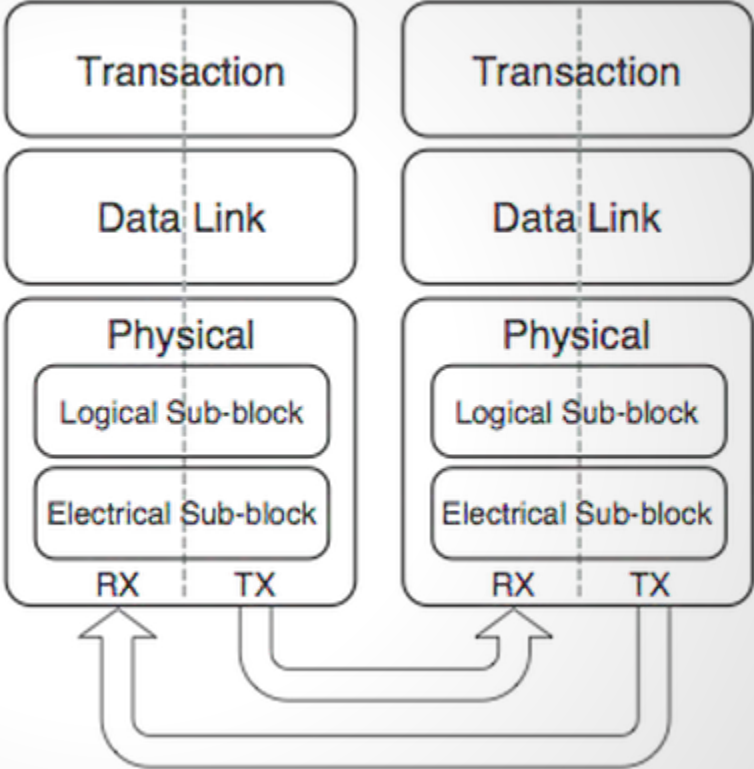 Transaction
Transaction
Data Link
Data Link
Physical
Physical
Logical Sub-block
Logical Sub-block
Electrical Sub-block
Electrical Sub-block
RX TX
RX TX